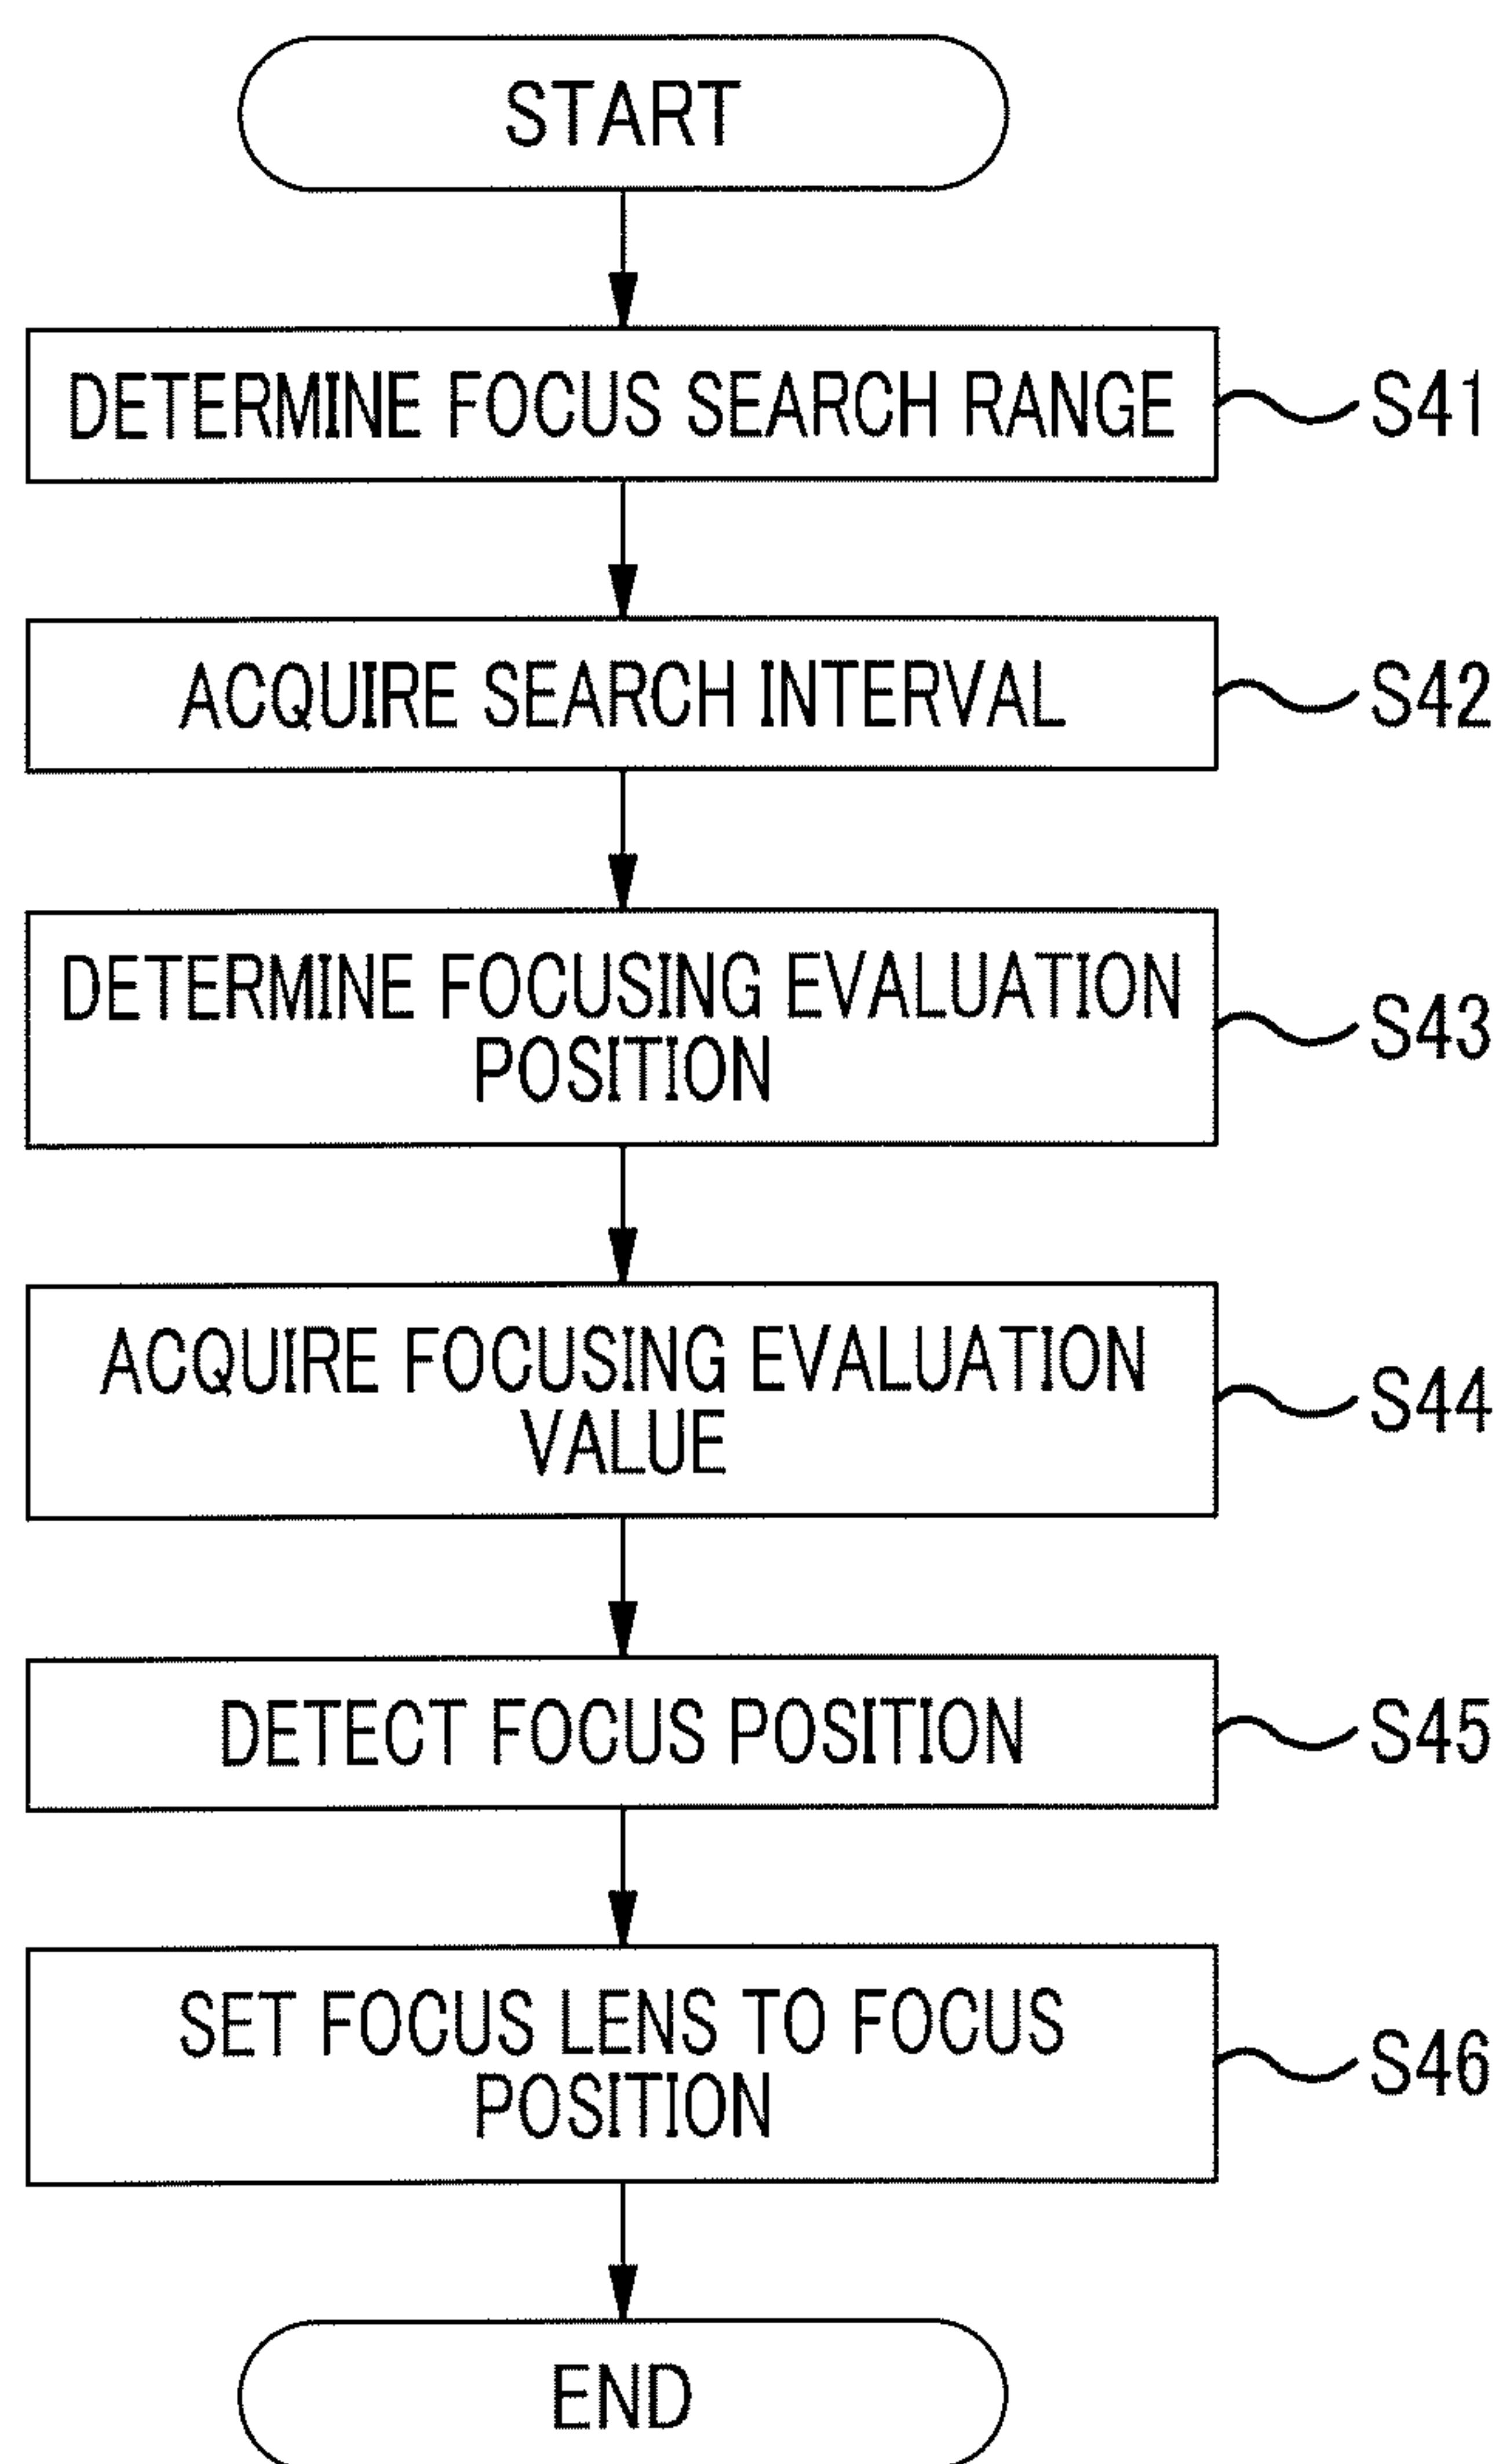 START
DETERMINE FOCUS SEARCH RANGE
S41
ACQUIRE SEARCH INTERVAL
S42
DETERMINE FOCUSING EVALUATION
POSITION
S43
ACQUIRE FOCUSING EVALUATION
VALUE
S44
DETECT FOCUS POSITION
S45
SET FOCUS LENS TO FOCUS
POSITION
S46
END